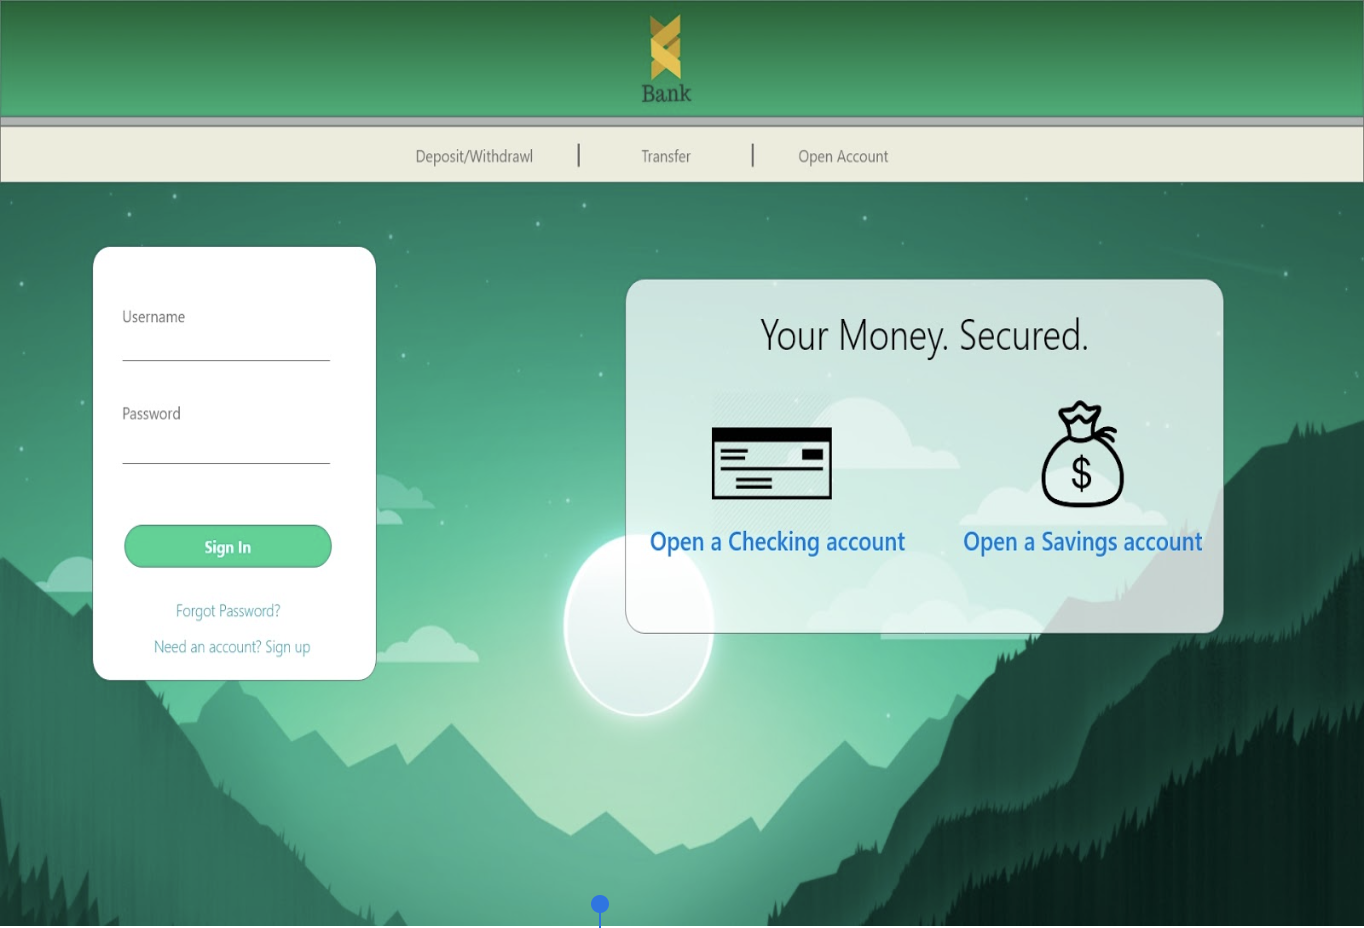 Bank
Deposit/Withdrawl | Transfer | Open Account
Username
Password
Sign In
Forgot Password?
Need an account? Sign up
Your Money. Secured.
$
Open a Checking account
Open a Savings account